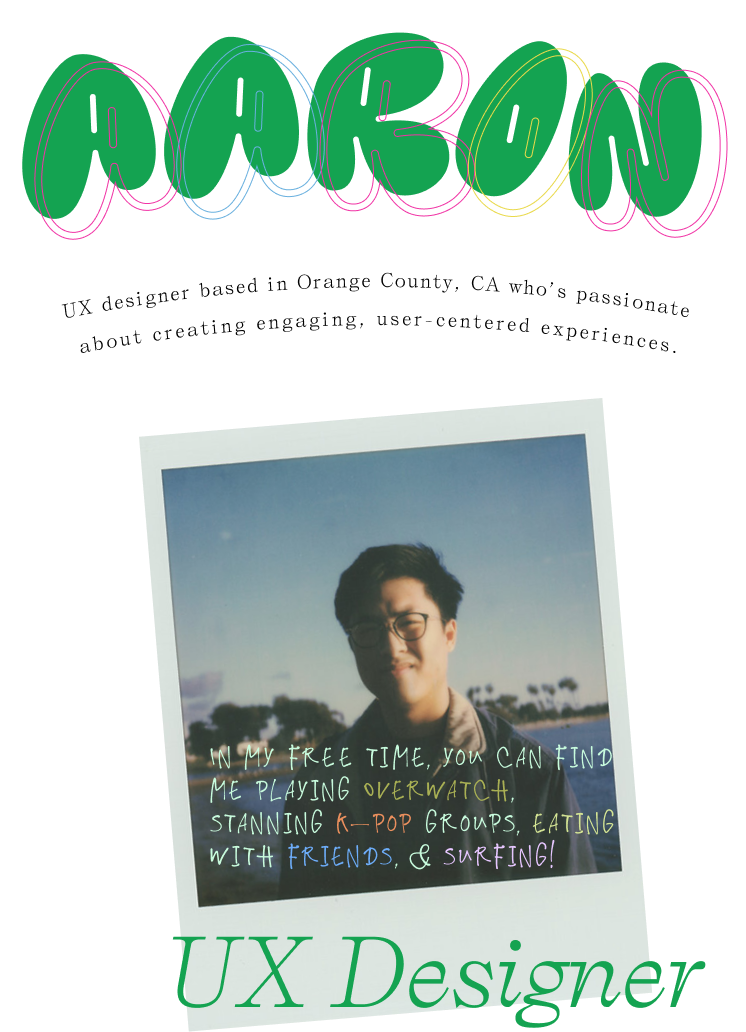 AARON
UX designer based in Orange County, CA who’s passionate
about creating engaging, user-centered experiences.
IN MY FREE TIME, YOU CAN FIND
ME PLAYING OVERWATCH,
STANNING K-POP GROUPS, EATING
WITH FRIENDS, & SURFING!
UX Designer